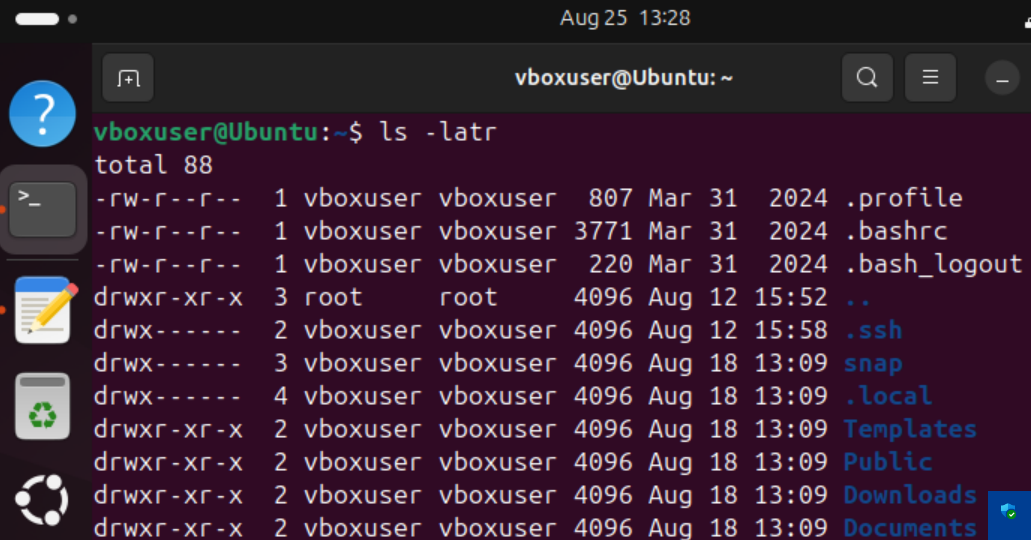 Aug 25 13:28
vboxuser@Ubuntu: ~
vboxuser@Ubuntu:~$ ls -latr
total 88
-rw-r--r-- 1 vboxuser vboxuser 807 Mar 31 2024 .profile
-rw-r--r-- 1 vboxuser vboxuser 3771 Mar 31 2024 .bashrc
-rw-r--r-- 1 vboxuser vboxuser 220 Mar 31 2024 .bash_logout
drwxr-xr-x 3 root root 4096 Aug 12 15:52 ..
drwx------ 2 vboxuser vboxuser 4096 Aug 12 15:58 .ssh
drwx------ 3 vboxuser vboxuser 4096 Aug 18 13:09 snap
drwx------ 4 vboxuser vboxuser 4096 Aug 18 13:09 .local
drwxr-xr-x 2 vboxuser vboxuser 4096 Aug 18 13:09 Templates
drwxr-xr-x 2 vboxuser vboxuser 4096 Aug 18 13:09 Public
drwxr-xr-x 2 vboxuser vboxuser 4096 Aug 18 13:09 Downloads
drwxr-xr-x 2 vboxuser vboxuser 4096 Aug 18 13:09 Documents